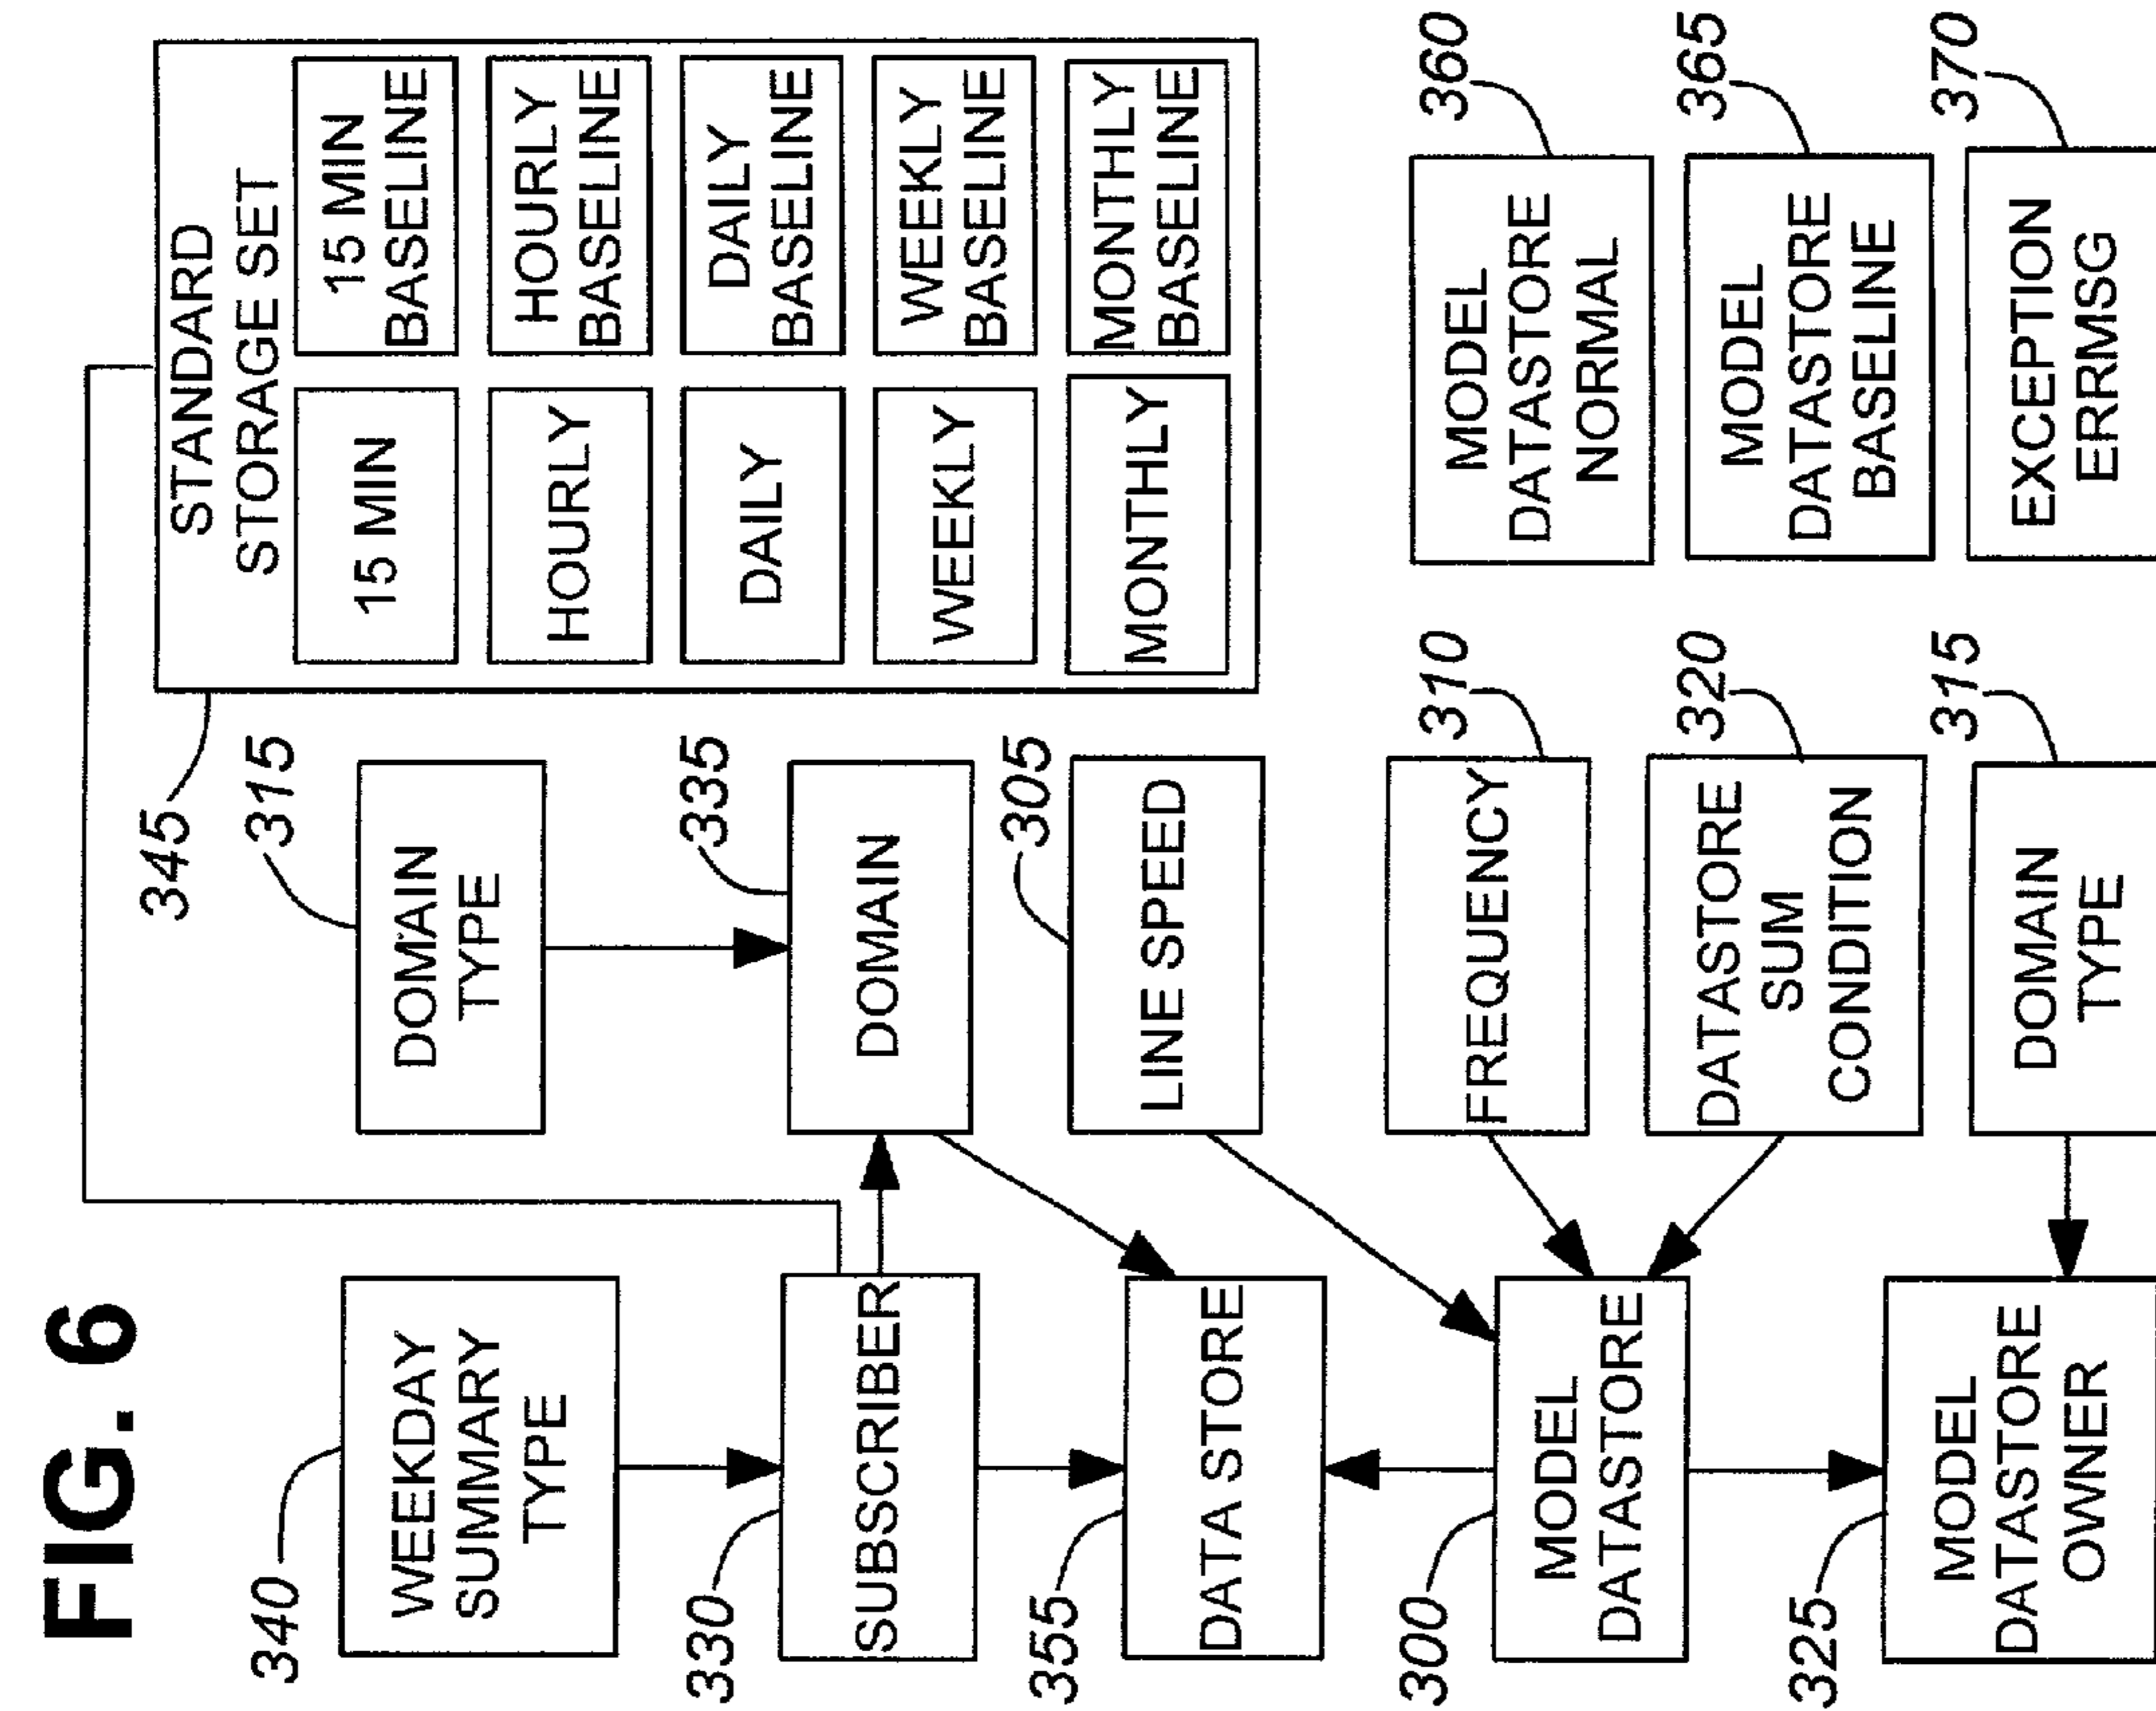 FIG. 6
340
WEEKDAY
SUMMARY
TYPE
330
SUBSCRIBER
355
DATA STORE
300
MODEL
DATASTORE
325
MODEL
DATASTORE
OWNER
345
315
DOMAIN
TYPE
335
DOMAIN
305
LINE SPEED
310
FREQUENCY
320
DATASTORE
SUM
CONDITION
315
DOMAIN
TYPE
STANDARD
STORAGE SET
15 MIN
15 MIN
BASELINE
HOURLY
HOURLY
BASELINE
DAILY
DAILY
BASELINE
WEEKLY
WEEKLY
BASELINE
MONTHLY
MONTHLY
BASELINE
360
MODEL
DATASTORE
NORMAL
365
MODEL
DATASTORE
BASELINE
370
EXCEPTION
ERRMSG